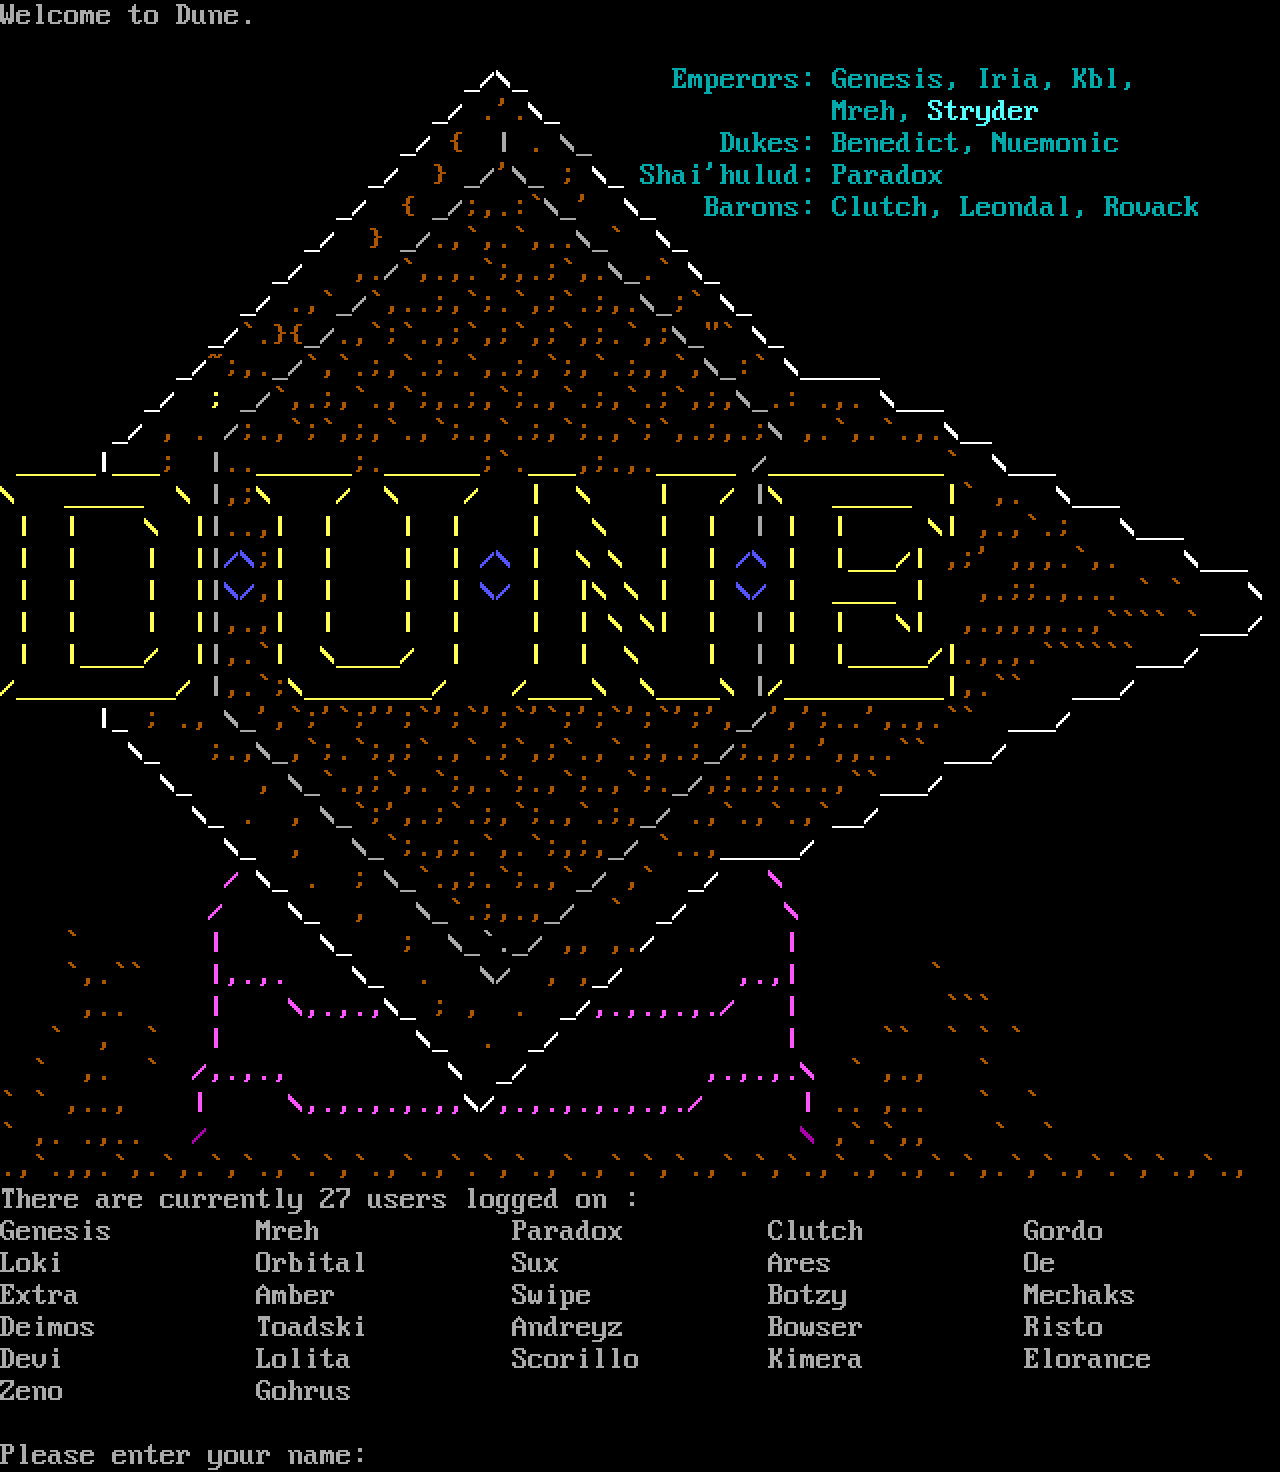 Welcome to Dune.
Emperors: Genesis, Iria, Kbl,
Mreh, Stryder
Dukes: Benedict, Nuemonic
Shai'hulud: Paradox
Barons: Clutch, Leondal, Rovack
DUNE
There are currently 27 users logged on :
Genesis Mreh Paradox Clutch Gordo
Loki Orbital Sux Ares Oe
Extra Amber Swipe Botzy Mechaks
Deimos Toadski Andreyz Bowser Risto
Devi Lolita Scorillo Kimera Elorance
Zeno Gohrus
Please enter your name: